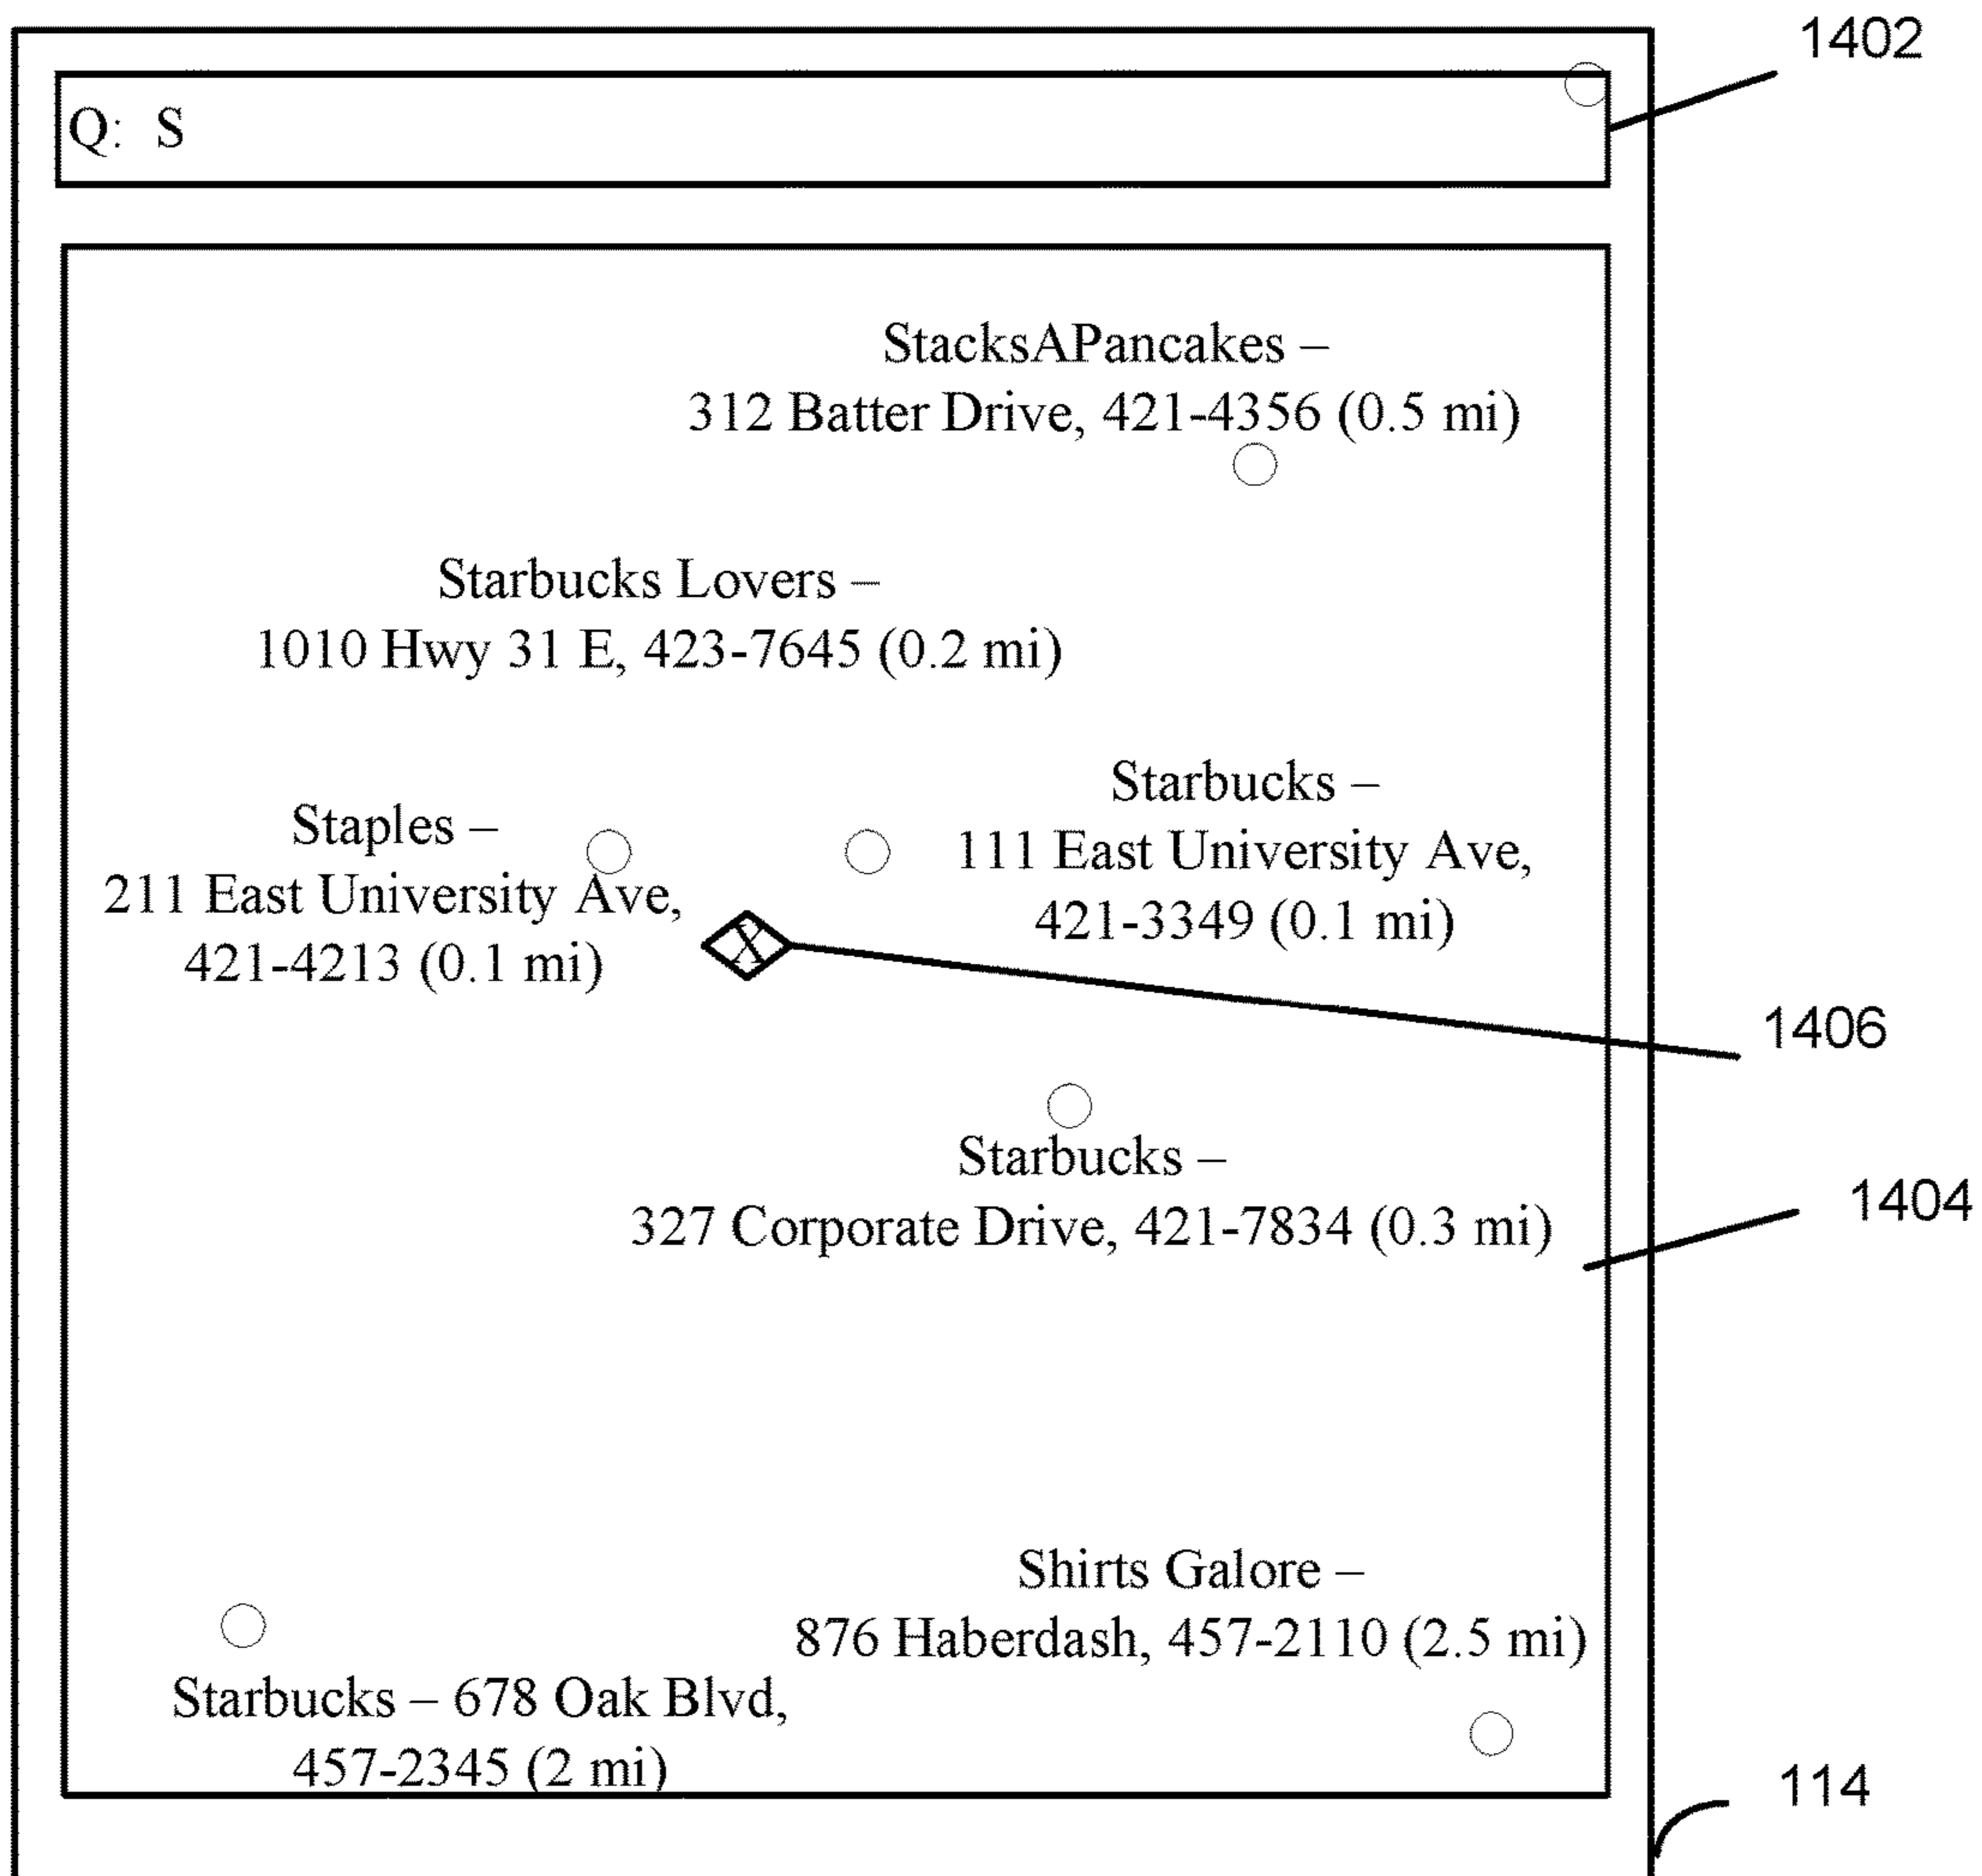 1402
Q: S
StacksAPancakes –
312 Batter Drive, 421-4356 (0.5 mi)
Starbucks Lovers –
1010 Hwy 31 E, 423-7645 (0.2 mi)
Starbucks –
111 East University Ave,
421-3349 (0.1 mi)
Staples –
211 East University Ave,
421-4213 (0.1 mi)
X
1406
Starbucks –
327 Corporate Drive, 421-7834 (0.3 mi)
1404
Shirts Galore –
876 Haberdash, 457-2110 (2.5 mi)
Starbucks – 678 Oak Blvd,
457-2345 (2 mi)
114